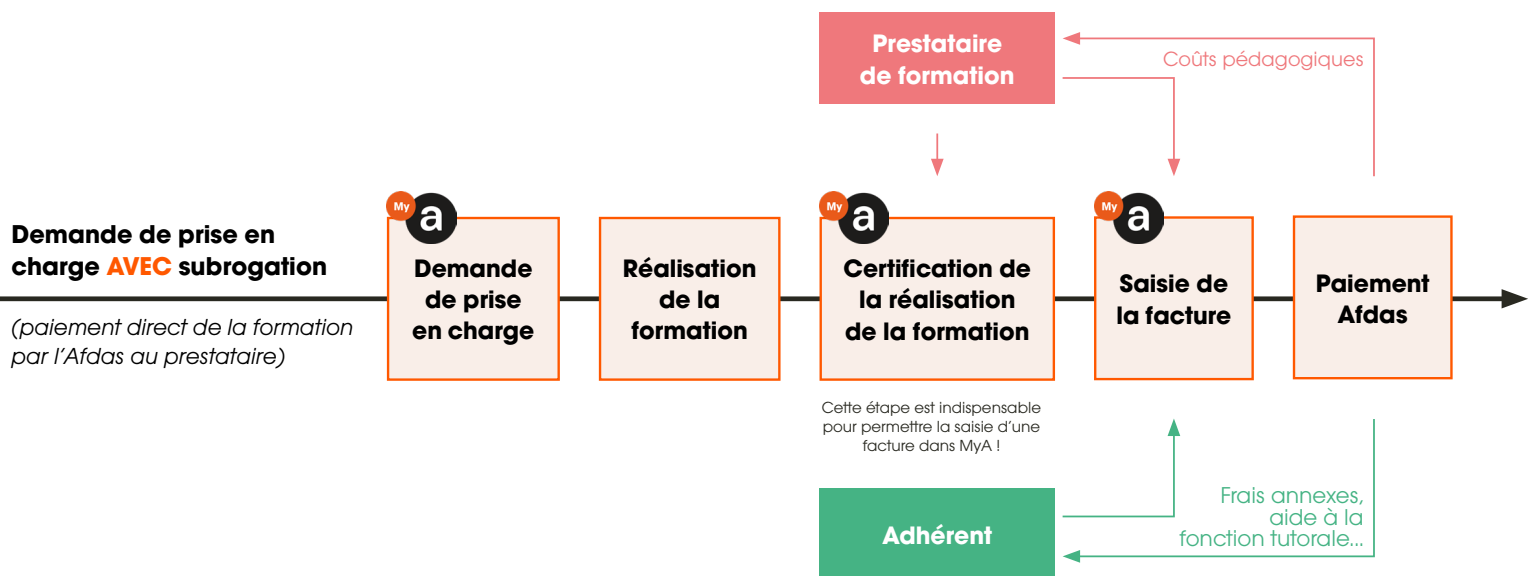 Prestataire
de formation
Coûts pédagogiques
Demande de prise en
charge AVEC subrogation
(paiement direct de la formation
par l'Afdas au prestataire)
My
a
Demande
de prise
en charge
Réalisation
de la
formation
My
a
Certification de
la réalisation
de la formation
Cette étape est indispensable
pour permettre la saisie d'une
facture dans MyA !
My
a
Saisie de
la facture
Paiement
Afdas
Adhérent
Frais annexes,
aide à la
fonction tutorale...